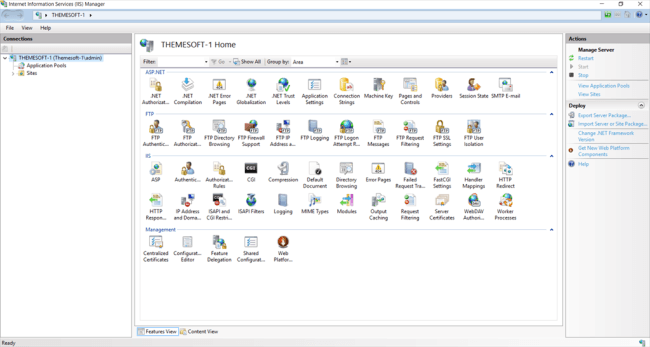 Internet Information Services (IIS) Manager
THEMESOFT-1
File View Help
Connections
THEMESOFT-1 (Themesoft-1\admin)
Application Pools
Sites
THEMESOFT-1 Home
Filter: Go Show All Group by: Area
ASP.NET
.NET Authorizat... .NET Compilation .NET Error Pages .NET Globalization .NET Trust Levels Application Settings Connection Strings Machine Key Pages and Controls Providers Session State SMTP E-mail
FTP
FTP Authentic... FTP Authorizat... FTP Directory Browsing FTP Firewall Support FTP IP Address a... FTP Logging FTP Logon Attempt R... FTP Messages FTP Request Filtering FTP SSL Settings FTP User Isolation
IIS
ASP Authentic... Authorizat... Rules CGI Compression Default Document Directory Browsing Error Pages Failed Request Tra... FastCGI Settings Handler Mappings HTTP Redirect
HTTP Respon... IP Address and Doma... ISAPI and CGI Restri... ISAPI Filters Logging MIME Types Modules Output Caching Request Filtering Server Certificates WebDAV Authori... Worker Processes
Management
Centralized Certificates Configurat... Editor Feature Delegation Shared Configurat... Web Platfor...
Features View Content View
Ready
Actions
Manage Server
Restart
Start
Stop
View Application Pools
View Sites
Deploy
Export Server Package...
Import Server or Site Package...
Change .NET Framework
Version
Get New Web Platform
Components
Help